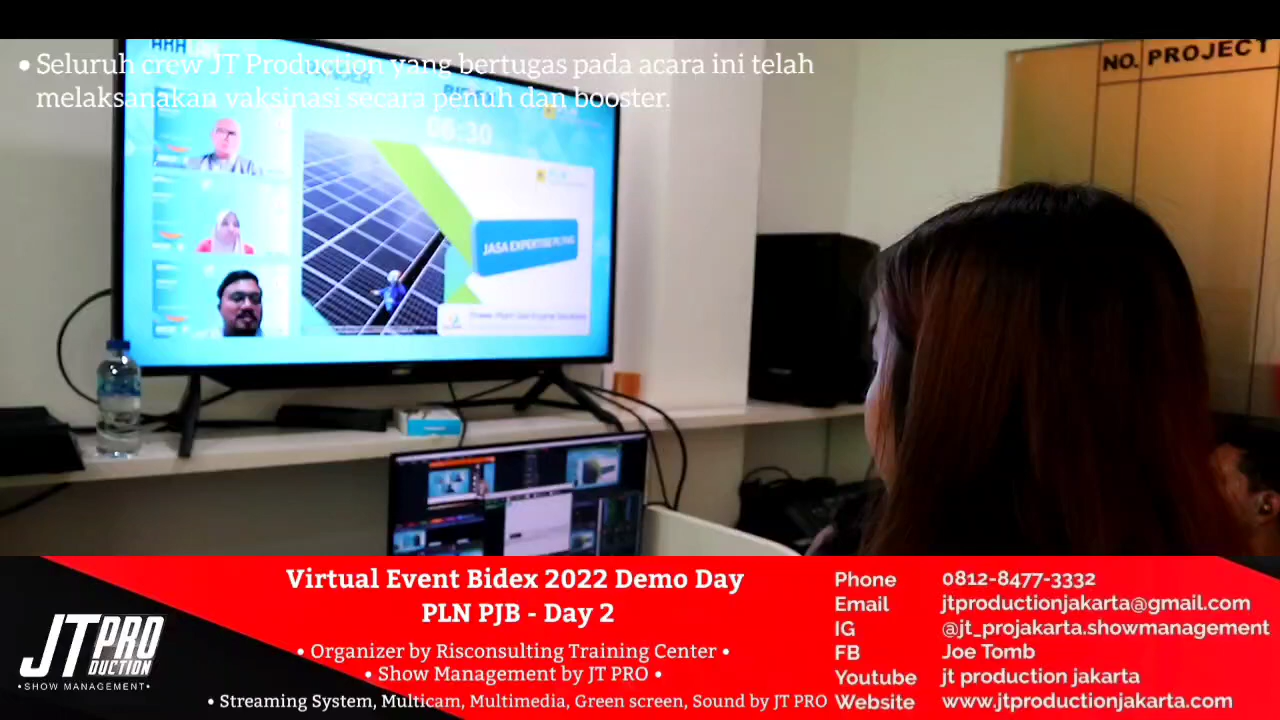 • Seluruh crew JT Production yang bertugas pada acara ini telah
melaksanakan vaksinasi secara penuh dan booster.
06:30
JASA EXPERTISE
NO. PROJECT
JT PRO
DUCTION
•SHOW MANAGEMENT•
Virtual Event Bidex 2022 Demo Day
PLN PJB - Day 2
• Organizer by Risconsulting Training Center •
• Show Management by JT PRO •
• Streaming System, Multicam, Multimedia, Green screen, Sound by JT PRO
Phone 0812-8477-3332
Email jtproductionjakarta@gmail.com
IG @jt_projakarta.showmanagement
FB Joe Tomb
Youtube jt production jakarta
Website www.jtproductionjakarta.com